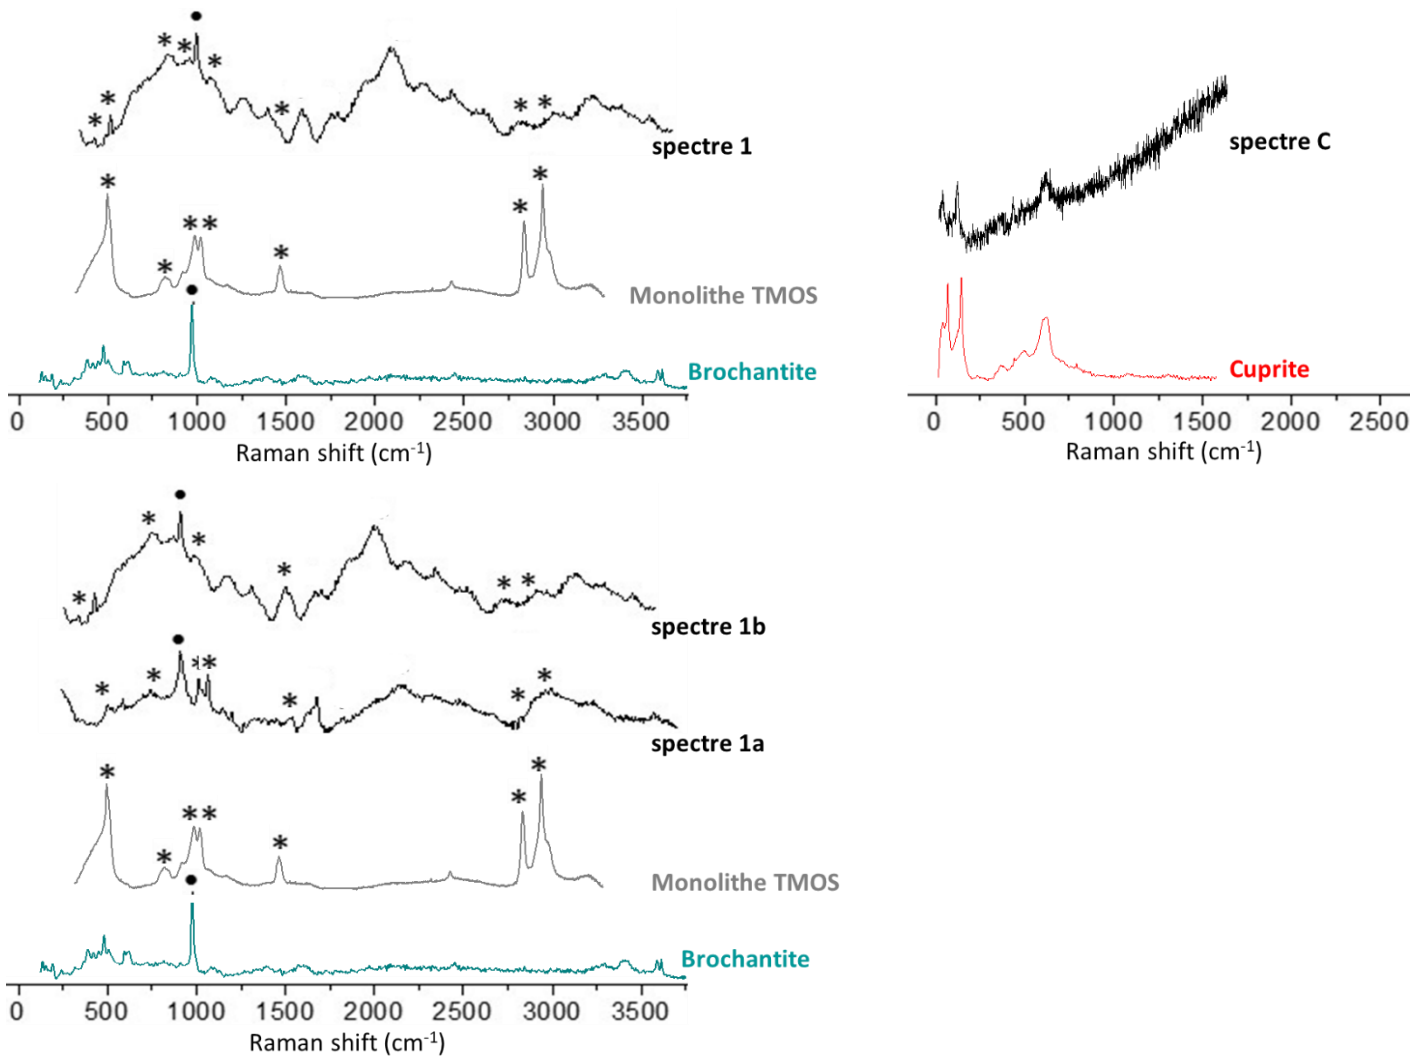 spectre 1
* * * * * * * * *
Monolithe TMOS
* * * * * * *
Brochantite
0 500 1000 1500 2000 2500 3000 3500
Raman shift (cm-1)
spectre C
Cuprite
0 500 1000 1500 2000 2500
Raman shift (cm-1)
spectre 1b
spectre 1a
Monolithe TMOS
Brochantite
0 500 1000 1500 2000 2500 3000 3500
Raman shift (cm-1)